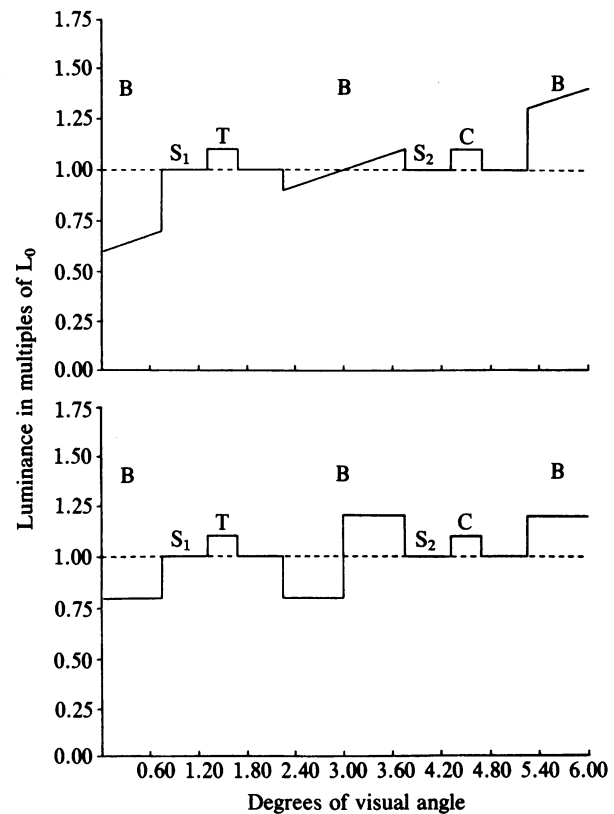 1.75
1.50
1.25
1.00
0.75
0.50
0.25
0.00
B B B
T C
S₁ S₂
Luminance in multiples of L₀
1.75
1.50
1.25
1.00
0.75
0.50
0.25
0.00
B B B
T C
S₁ S₂
0.60 1.20 1.80 2.40 3.00 3.60 4.20 4.80 5.40 6.00
Degrees of visual angle